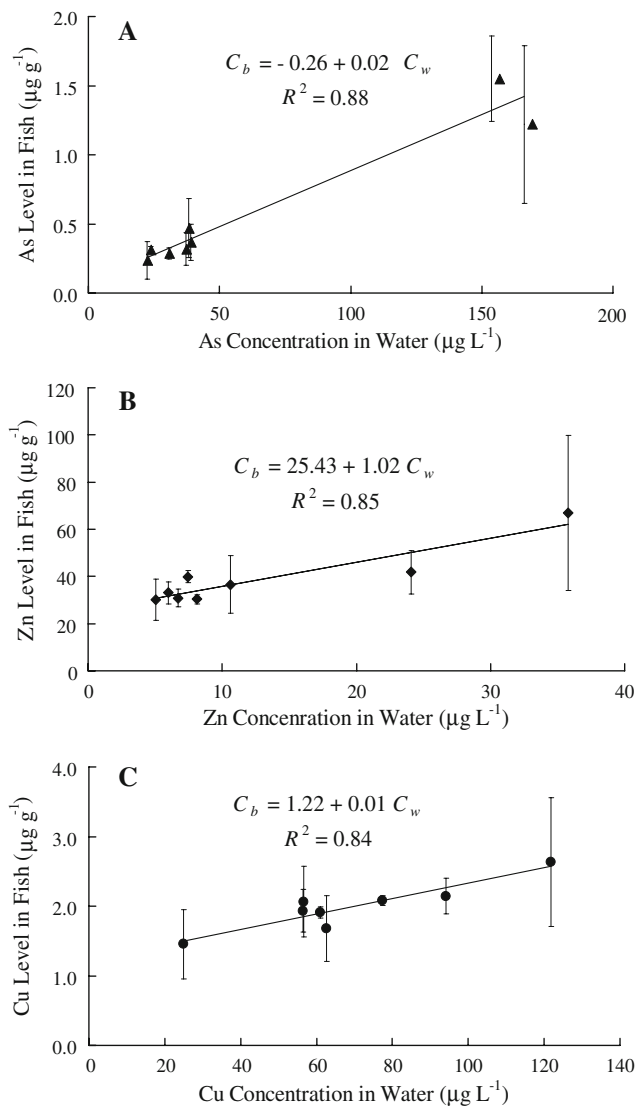 A
C_b = - 0.26 + 0.02 C_w
R² = 0.88
As Level in Fish (µg g⁻¹)
2.0
1.5
1.0
0.5
0.0
0
50
100
150
200
As Concentration in Water (µg L⁻¹)
B
C_b = 25.43 + 1.02 C_w
R² = 0.85
Zn Level in Fish (µg g⁻¹)
120
100
80
60
40
20
0
0
10
20
30
40
Zn Concenration in Water (µg L⁻¹)
C
C_b = 1.22 + 0.01 C_w
R² = 0.84
Cu Level in Fish (µg g⁻¹)
4.0
3.0
2.0
1.0
0.0
0
20
40
60
80
100
120
140
Cu Concentration in Water (µg L⁻¹)